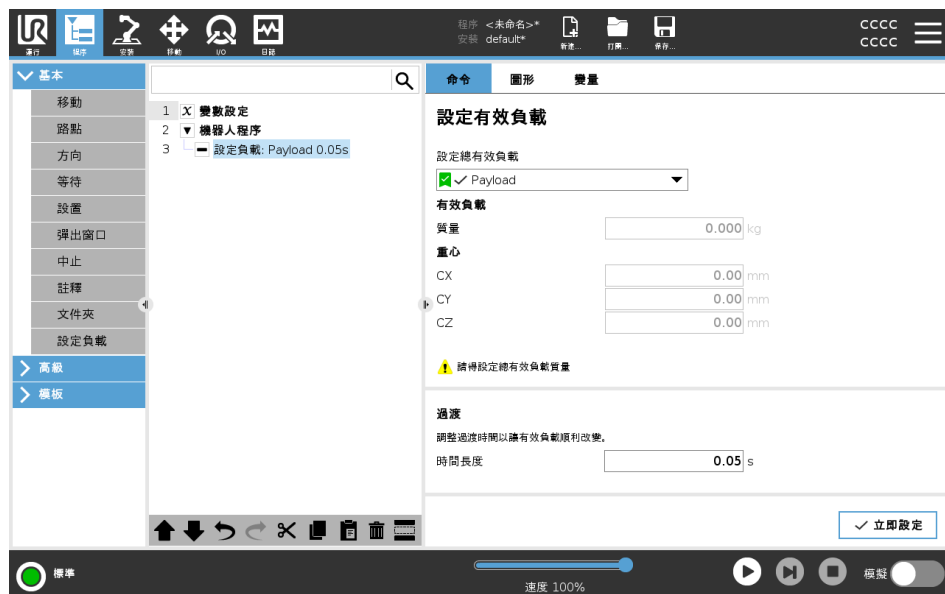 UR
程序 <未命名>*
安裝 default*
CCCC
CCCC
運行 程序 安裝 移動 I/O 日誌 新建... 打開... 保存...
基本
移動
路點
方向
等待
設置
彈出窗口
中止
註釋
文件夾
設定負載
高級
模板
1 X 變數設定
2 機器人程序
3 設定負載: Payload 0.05s
命令 圖形 變量
設定有效負載
設定總有效負載
Payload
有效負載
質量 0.000 kg
重心
CX 0.00 mm
CY 0.00 mm
CZ 0.00 mm
請得設定總有效負載質量
過渡
調整過渡時間以讓有效負載順利改變。
時間長度 0.05 s
立即設定
標準
速度 100%
模擬